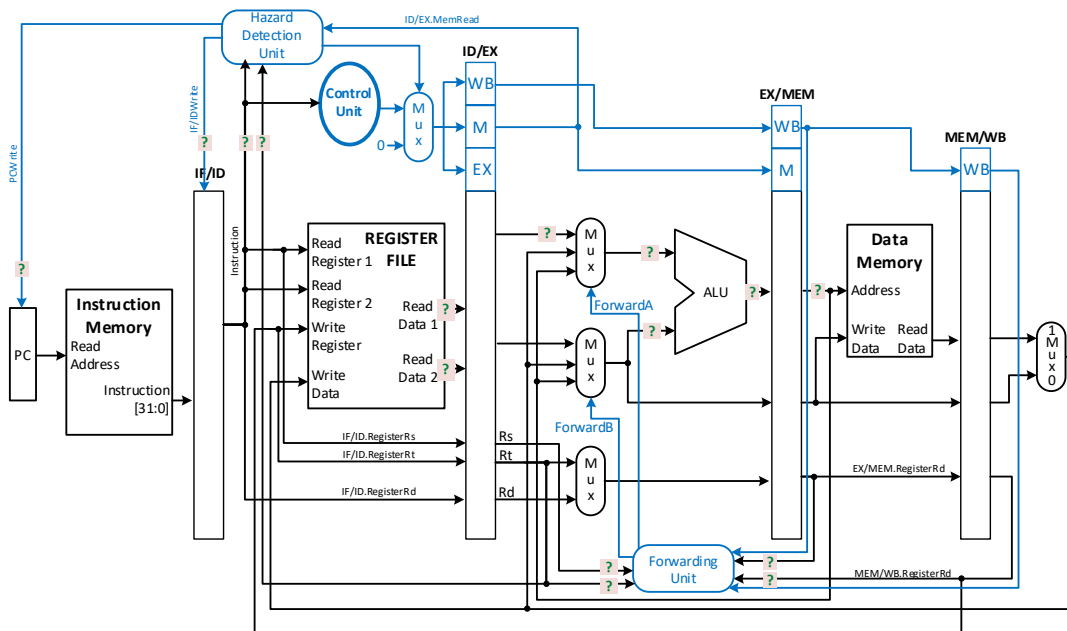 Hazard
Detection
Unit
ID/EX.MemRead
ID/EX
PCWrite
IF/IDWrite
?
?
?
Control
Unit
M
u
x
0
WB
M
EX
EX/MEM
WB
M
MEM/WB
WB
IF/ID
?
Instruction
PC
Instruction
Memory
Read
Address
Instruction
[31:0]
REGISTER
FILE
Read
Register 1
Read
Register 2
Write
Register
Write
Data
Read
Data 1
Read
Data 2
?
?
?
M
u
x
?
ForwardA
M
u
x
?
ForwardB
ALU
?
?
Data
Memory
Address
Write
Data
Read
Data
1
M
u
x
0
IF/ID.RegisterRs
IF/ID.RegisterRt
IF/ID.RegisterRd
Rs
Rt
Rd
M
u
x
EX/MEM.RegisterRd
Forwarding
Unit
?
?
?
?
MEM/WB.RegisterRd